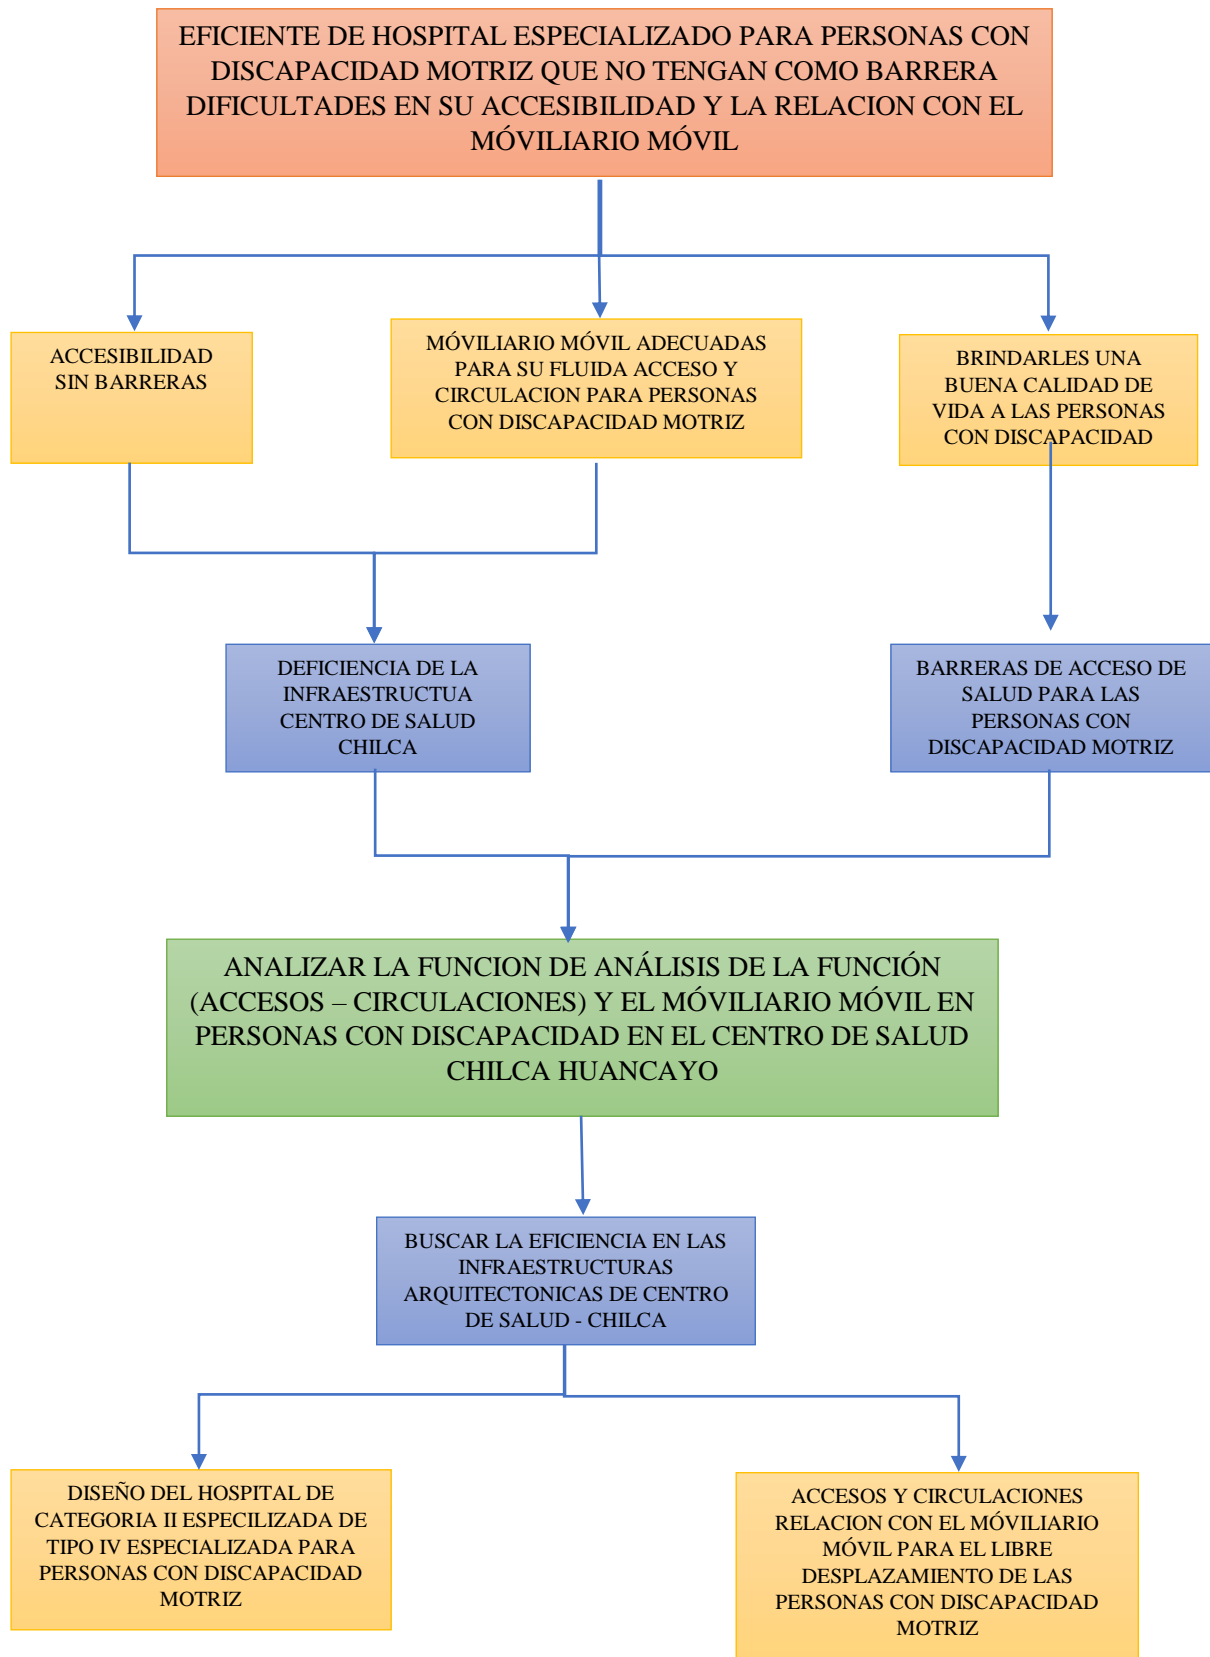 EFICIENTE DE HOSPITAL ESPECIALIZADO PARA PERSONAS CON
DISCAPACIDAD MOTRIZ QUE NO TENGAN COMO BARRERA
DIFICULTADES EN SU ACCESIBILIDAD Y LA RELACION CON EL
MÓVILIARIO MÓVIL
ACCESIBILIDAD
SIN BARRERAS
MÓVILIARIO MÓVIL ADECUADAS
PARA SU FLUIDA ACCESO Y
CIRCULACION PARA PERSONAS
CON DISCAPACIDAD MOTRIZ
BRINDARLES UNA
BUENA CALIDAD DE
VIDA A LAS PERSONAS
CON DISCAPACIDAD
DEFICIENCIA DE LA
INFRAESTRUCTUA
CENTRO DE SALUD
CHILCA
BARRERAS DE ACCESO DE
SALUD PARA LAS
PERSONAS CON
DISCAPACIDAD MOTRIZ
ANALIZAR LA FUNCION DE ANÁLISIS DE LA FUNCIÓN
(ACCESOS – CIRCULACIONES) Y EL MÓVILIARIO MÓVIL EN
PERSONAS CON DISCAPACIDAD EN EL CENTRO DE SALUD
CHILCA HUANCAYO
BUSCAR LA EFICIENCIA EN LAS
INFRAESTRUCTURAS
ARQUITECTONICAS DE CENTRO
DE SALUD - CHILCA
DISEÑO DEL HOSPITAL DE
CATEGORIA II ESPECILIZADA DE
TIPO IV ESPECIALIZADA PARA
PERSONAS CON DISCAPACIDAD
MOTRIZ
ACCESOS Y CIRCULACIONES
RELACION CON EL MÓVILIARIO
MÓVIL PARA EL LIBRE
DESPLAZAMIENTO DE LAS
PERSONAS CON DISCAPACIDAD
MOTRIZ